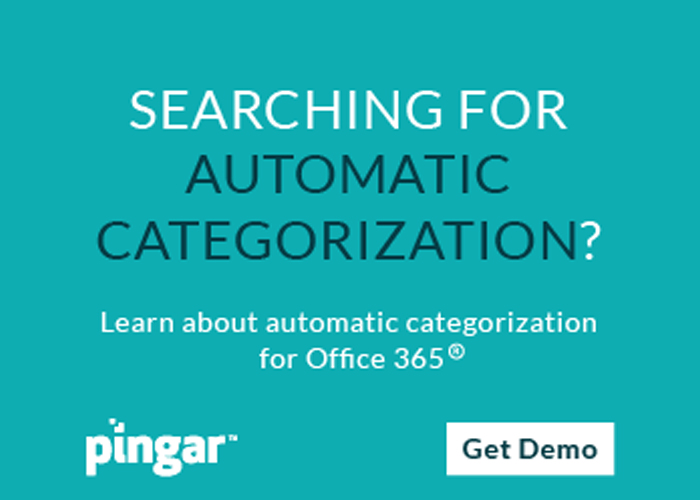 SEARCHING FOR
AUTOMATIC
CATEGORIZATION?
Learn about automatic categorization
for Office 365®
pingar™
Get Demo